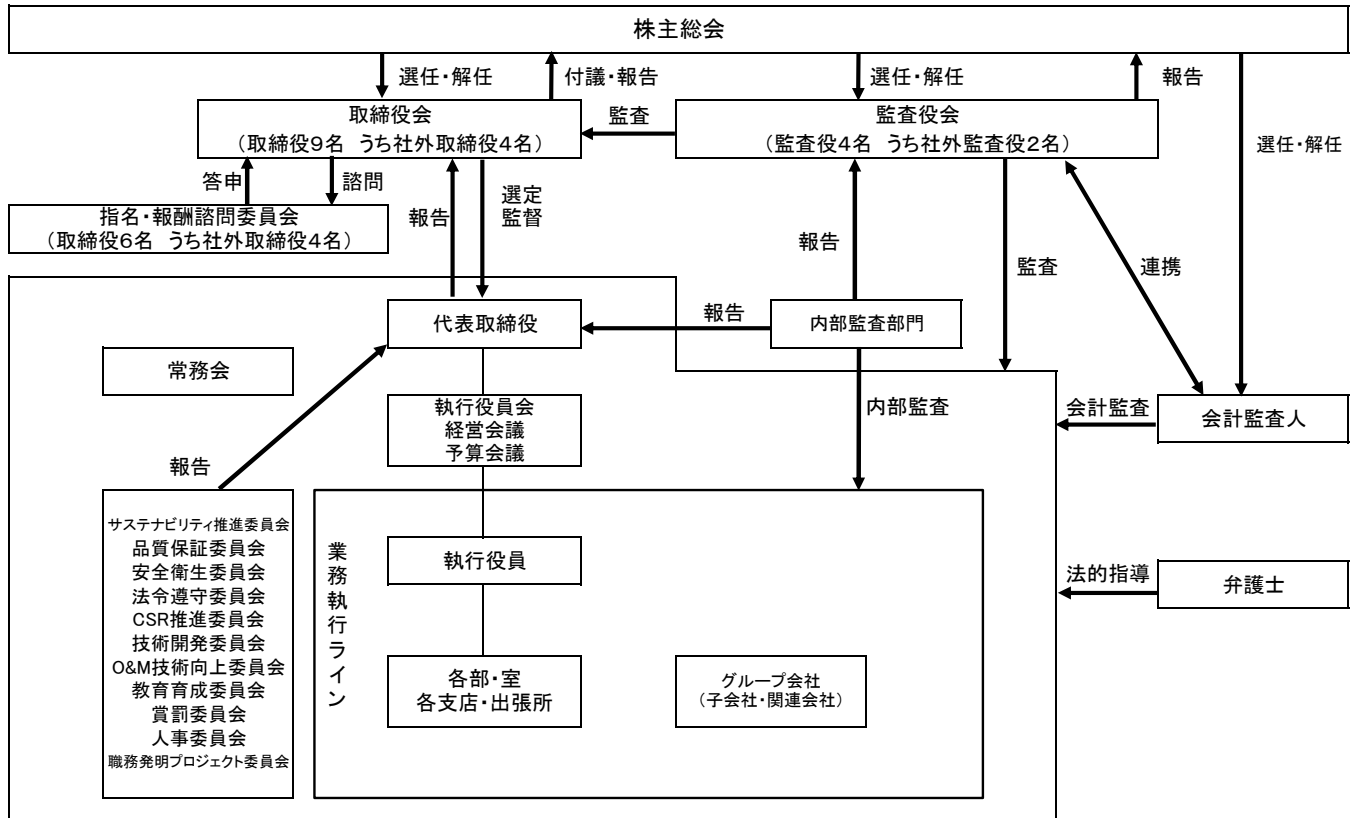 株主総会
選任・解任
付議・報告
選任・解任
報告
取締役会
（取締役9名　うち社外取締役4名）
監査
監査役会
（監査役4名　うち社外監査役2名）
選任・解任
答申
諮問
指名・報酬諮問委員会
（取締役6名　うち社外取締役4名）
報告
選定
監督
報告
監査
連携
代表取締役
報告
内部監査部門
常務会
執行役員会
経営会議
予算会議
内部監査
会計監査
会計監査人
報告
サステナビリティ推進委員会
品質保証委員会
安全衛生委員会
法令遵守委員会
CSR推進委員会
技術開発委員会
O&M技術向上委員会
教育育成委員会
賞罰委員会
人事委員会
職務発明プロジェクト委員会
業務執行ライン
執行役員
法的指導
弁護士
各部・室
各支店・出張所
グループ会社
（子会社・関連会社）